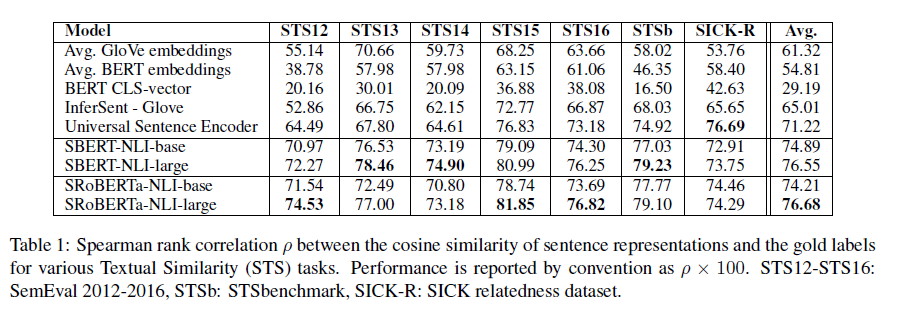 Model STS12 STS13 STS14 STS15 STS16 STSb SICK-R Avg.
Avg. GloVe embeddings 55.14 70.66 59.73 68.25 63.66 58.02 53.76 61.32
Avg. BERT embeddings 38.78 57.98 57.98 63.15 61.06 46.35 58.40 54.81
BERT CLS-vector 20.16 30.01 20.09 36.88 38.08 16.50 42.63 29.19
InferSent - Glove 52.86 66.75 62.15 72.77 66.87 68.03 65.65 65.01
Universal Sentence Encoder 64.49 67.80 64.61 76.83 73.18 74.92 76.69 71.22
SBERT-NLI-base 70.97 76.53 73.19 79.09 74.30 77.03 72.91 74.89
SBERT-NLI-large 72.27 78.46 74.90 80.99 76.25 79.23 73.75 76.55
SRoBERTa-NLI-base 71.54 72.49 70.80 78.74 73.69 77.77 74.46 74.21
SRoBERTa-NLI-large 74.53 77.00 73.18 81.85 76.82 79.10 74.29 76.68
Table 1: Spearman rank correlation ρ between the cosine similarity of sentence representations and the gold labels
for various Textual Similarity (STS) tasks. Performance is reported by convention as ρ × 100. STS12-STS16:
SemEval 2012-2016, STSb: STSbenchmark, SICK-R: SICK relatedness dataset.